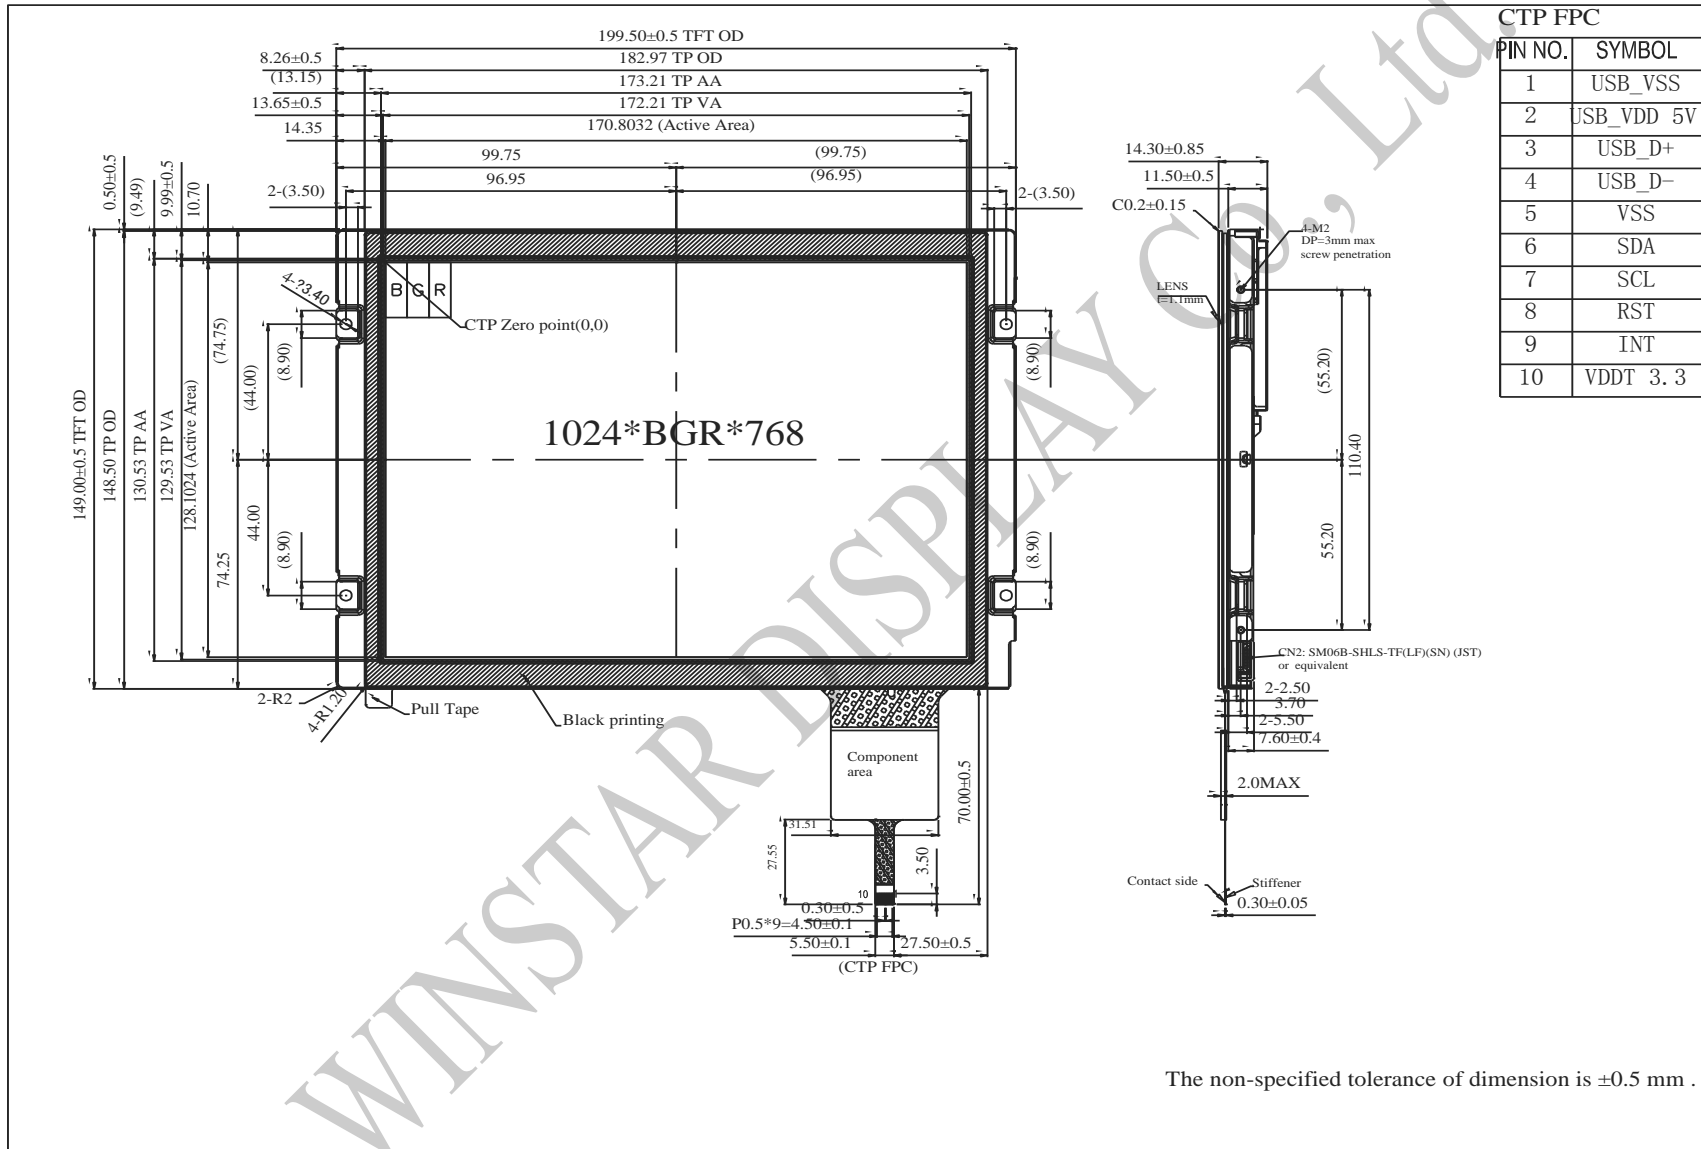 CTP FPC
PIN NO. SYMBOL
1 USB_VSS
2 USB_VDD 5V
3 USB_D+
4 USB_D-
5 VSS
6 SDA
7 SCL
8 RST
9 INT
10 VDDT 3.3
199.50±0.5 TFT OD
8.26±0.5 182.97 TP OD
(13.15) 173.21 TP AA
13.65±0.5 172.21 TP VA
14.35 170.8032 (Active Area)
99.75 (99.75)
96.95 (96.95)
2-(3.50) 2-(3.50)
0.50±0.5
(9.49)
9.99±0.5
10.70
149.00±0.5 TFT OD
148.50 TP OD
130.53 TP AA
129.53 TP VA
128.1024 (Active Area)
(74.75)
74.25
(44.00)
44.00
(8.90)
(8.90)
4-?3.40
B G R
CTP Zero point(0,0)
1024*BGR*768
(8.90)
(8.90)
2-R2
4-R1.20
Pull Tape
Black printing
Component
area
31.51
27.55
70.00±0.5
3.50
10
0.30±0.5
P0.5*9=4.50±0.1
5.50±0.1 27.50±0.5
(CTP FPC)
14.30±0.85
11.50±0.5
C0.2±0.15
4-M2
DP=3mm max
screw penetration
LENS
t=1.1mm
(55.20)
110.40
55.20
CN2: SM06B-SHLS-TF(LF)(SN) (JST)
or equivalent
2-2.50
3.70
2-5.50
7.60±0.4
2.0MAX
Contact side
Stiffener
0.30±0.05
The non-specified tolerance of dimension is ±0.5 mm .
WINSTAR DISPLAY Co., Ltd.